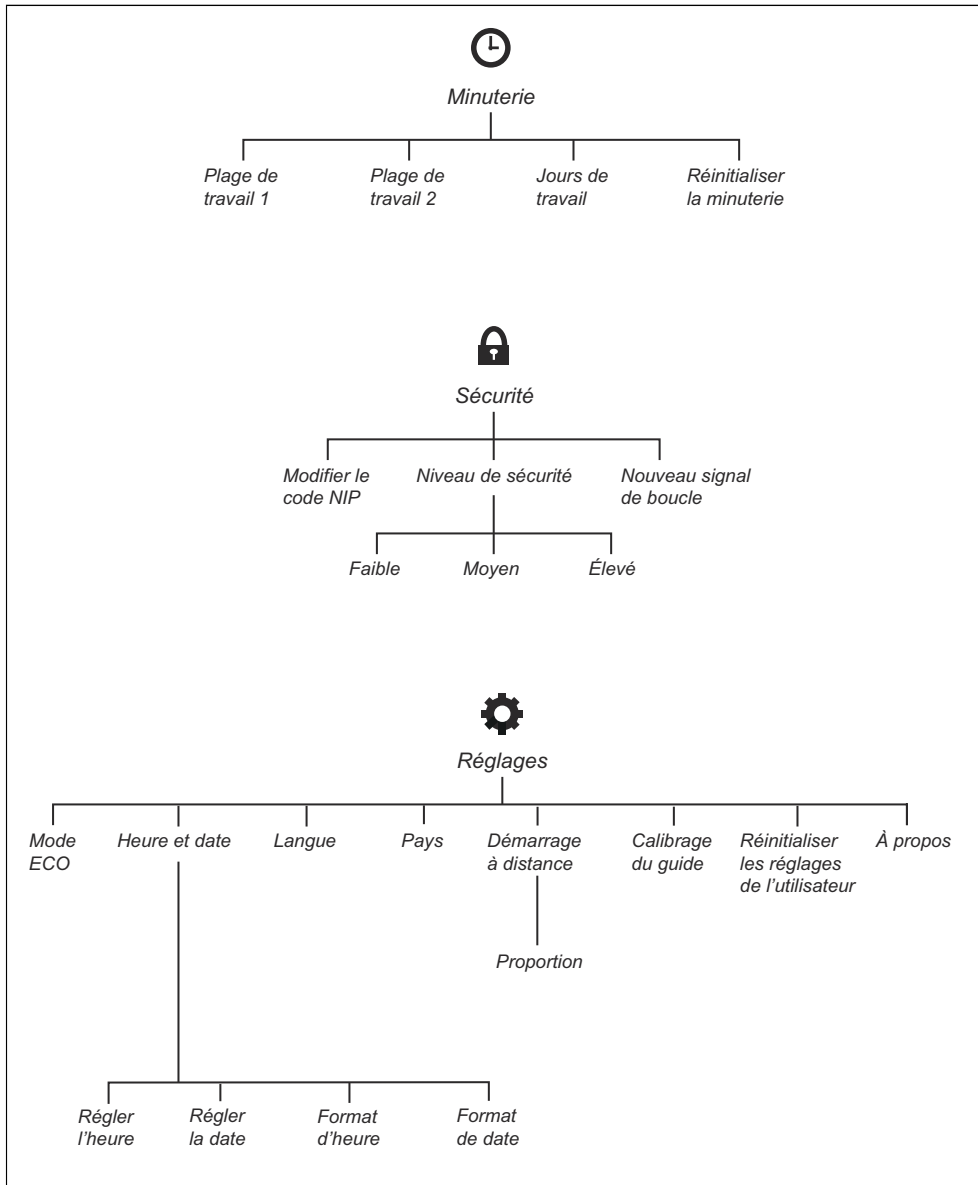 Minuterie
Plage de
travail 1
Plage de
travail 2
Jours de
travail
Réinitialiser
la minuterie
Sécurité
Modifier le
code NIP
Niveau de sécurité
Nouveau signal
de boucle
Faible
Moyen
Élevé
Réglages
Mode
ECO
Heure et date
Langue
Pays
Démarrage
à distance
Calibrage
du guide
Réinitialiser
les réglages
de l'utilisateur
À propos
Proportion
Régler
l'heure
Régler
la date
Format
d'heure
Format
de date